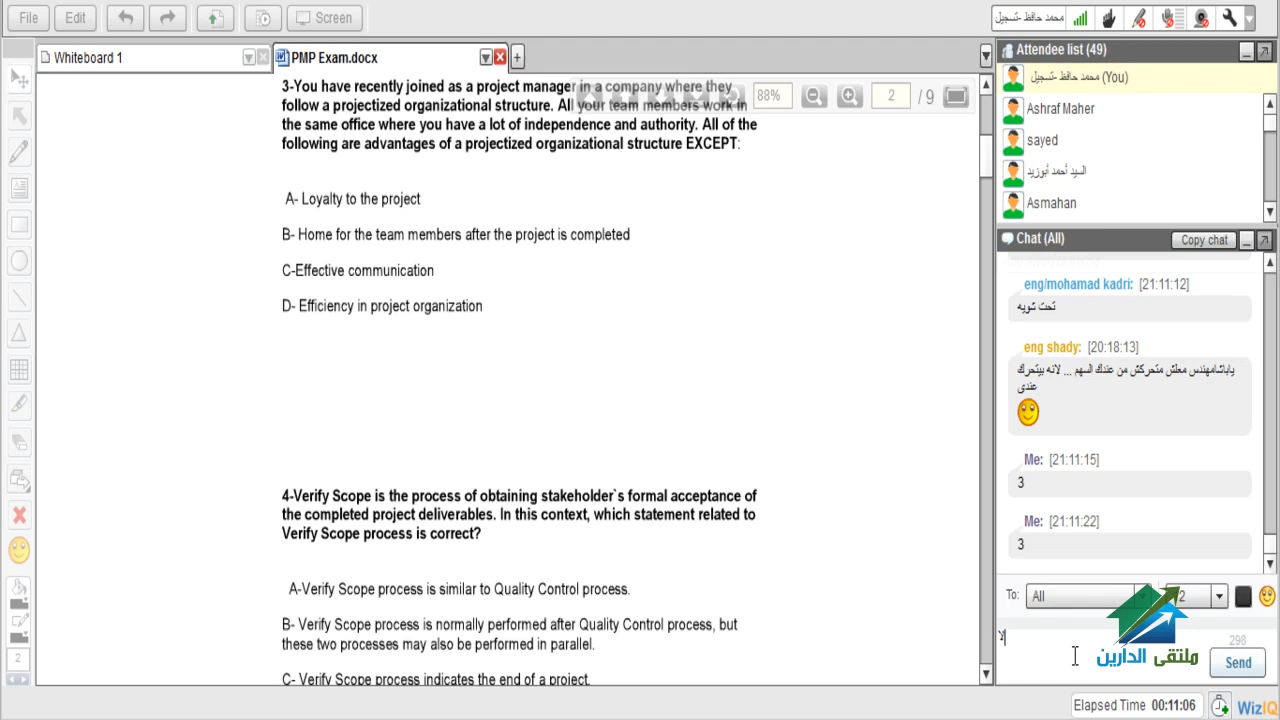 File Edit Screen
محمد حافظ -تسجيل
Whiteboard 1
PMP Exam.docx
88%
2 / 9
3-You have recently joined as a project manager in a company where they
follow a projectized organizational structure. All your team members work in
the same office where you have a lot of independence and authority. All of the
following are advantages of a projectized organizational structure EXCEPT:
A- Loyalty to the project
B- Home for the team members after the project is completed
C-Effective communication
D- Efficiency in project organization
4-Verify Scope is the process of obtaining stakeholder`s formal acceptance of
the completed project deliverables. In this context, which statement related to
Verify Scope process is correct?
A-Verify Scope process is similar to Quality Control process.
B- Verify Scope process is normally performed after Quality Control process, but
these two processes may also be performed in parallel.
C- Verify Scope process indicates the end of a project.
2
Attendee list (49)
محمد حافظ -تسجيل (You)
Ashraf Maher
sayed
السيد أحمد أبوزيد
Asmahan
Chat (All)
Copy chat
eng/mohamad kadri: [21:11:12]
تحت تنويه
eng shady: [20:18:13]
ياباشامهندس معلش متحركش من عندك السهم ... لانه بيتحرك
عندى
Me: [21:11:15]
3
Me: [21:11:22]
3
To: All
2
لا
298
Send
ملتقى الدارين
Elapsed Time 00:11:06
WizIQ